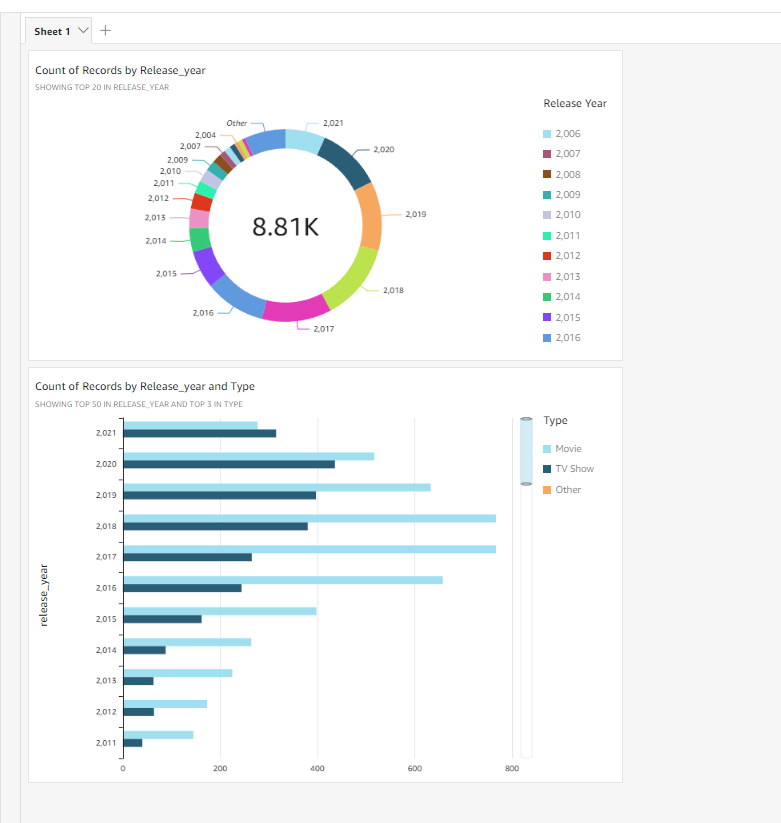 Sheet 1
Count of Records by Release_year
SHOWING TOP 20 IN RELEASE_YEAR
Release Year
Other
2,021
2,004
2,020
2,007
2,009
2,010
2,011
2,012
2,019
2,013
8.81K
2,014
2,015
2,018
2,016
2,017
2,006
2,007
2,008
2,009
2,010
2,011
2,012
2,013
2,014
2,015
2,016
Count of Records by Release_year and Type
SHOWING TOP 50 IN RELEASE_YEAR AND TOP 3 IN TYPE
Type
Movie
TV Show
Other
release_year
2,021
2,020
2,019
2,018
2,017
2,016
2,015
2,014
2,013
2,012
2,011
0 200 400 600 800